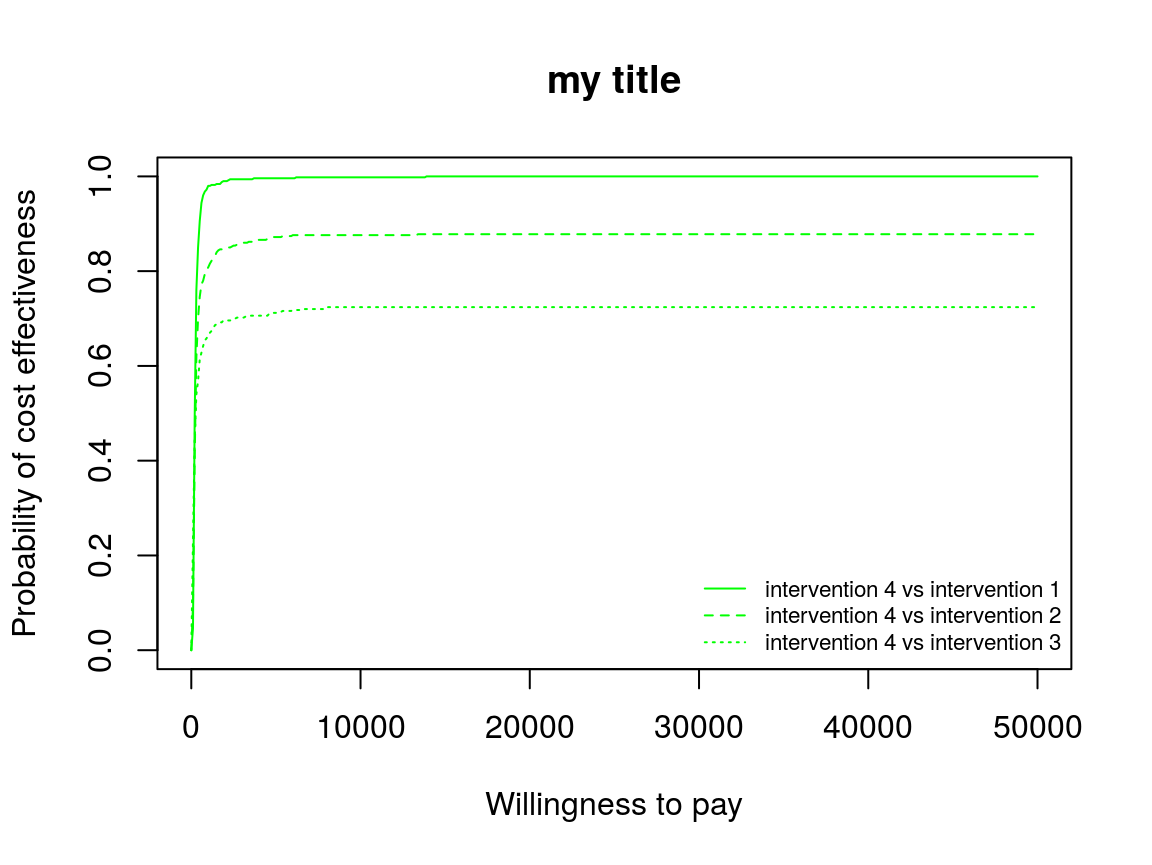 my title
Probability of cost effectiveness
1.0
0.8
0.6
0.4
0.2
0.0
intervention 4 vs intervention 1
intervention 4 vs intervention 2
intervention 4 vs intervention 3
0 10000 20000 30000 40000 50000
Willingness to pay